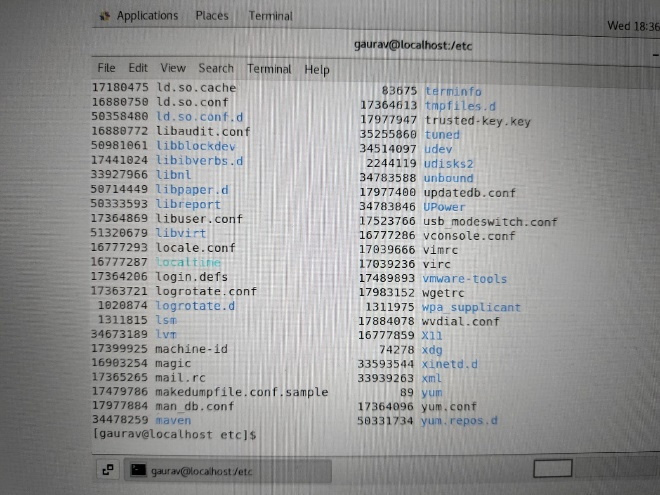 Applications Places Terminal
Wed 18:36
gaurav@localhost:/etc
File Edit View Search Terminal Help
17180475 ld.so.cache 83675 terminfo
16880750 ld.so.conf 17364613 tmpfiles.d
50358480 ld.so.conf.d 17977947 trusted-key.key
16880772 libaudit.conf 35255860 tuned
50981061 libblockdev 34514097 udev
17441024 libibverbs.d 2244119 udisks2
33927966 libnl 34783588 unbound
50714449 libpaper.d 17977400 updatedb.conf
50333593 libreport 34783846 UPower
17364869 libuser.conf 17523766 usb_modeswitch.conf
51320679 libvirt 16777286 vconsole.conf
16777293 locale.conf 17039666 vimrc
16777287 localtime 17039236 virc
17364206 login.defs 17489893 vmware-tools
17363721 logrotate.conf 17983152 wgetrc
1020874 logrotate.d 1311975 wpa_supplicant
1311815 lsm 17884078 wvdial.conf
34673189 lvm 16777859 X11
17399925 machine-id 74278 xdg
16903254 magic 33593544 xinetd.d
17365265 mail.rc 33939263 xml
17479786 makedumpfile.conf.sample 89 yum
17977884 man_db.conf 17364096 yum.conf
34478259 maven 50331734 yum.repos.d
[gaurav@localhost etc]$
gaurav@localhost:/etc